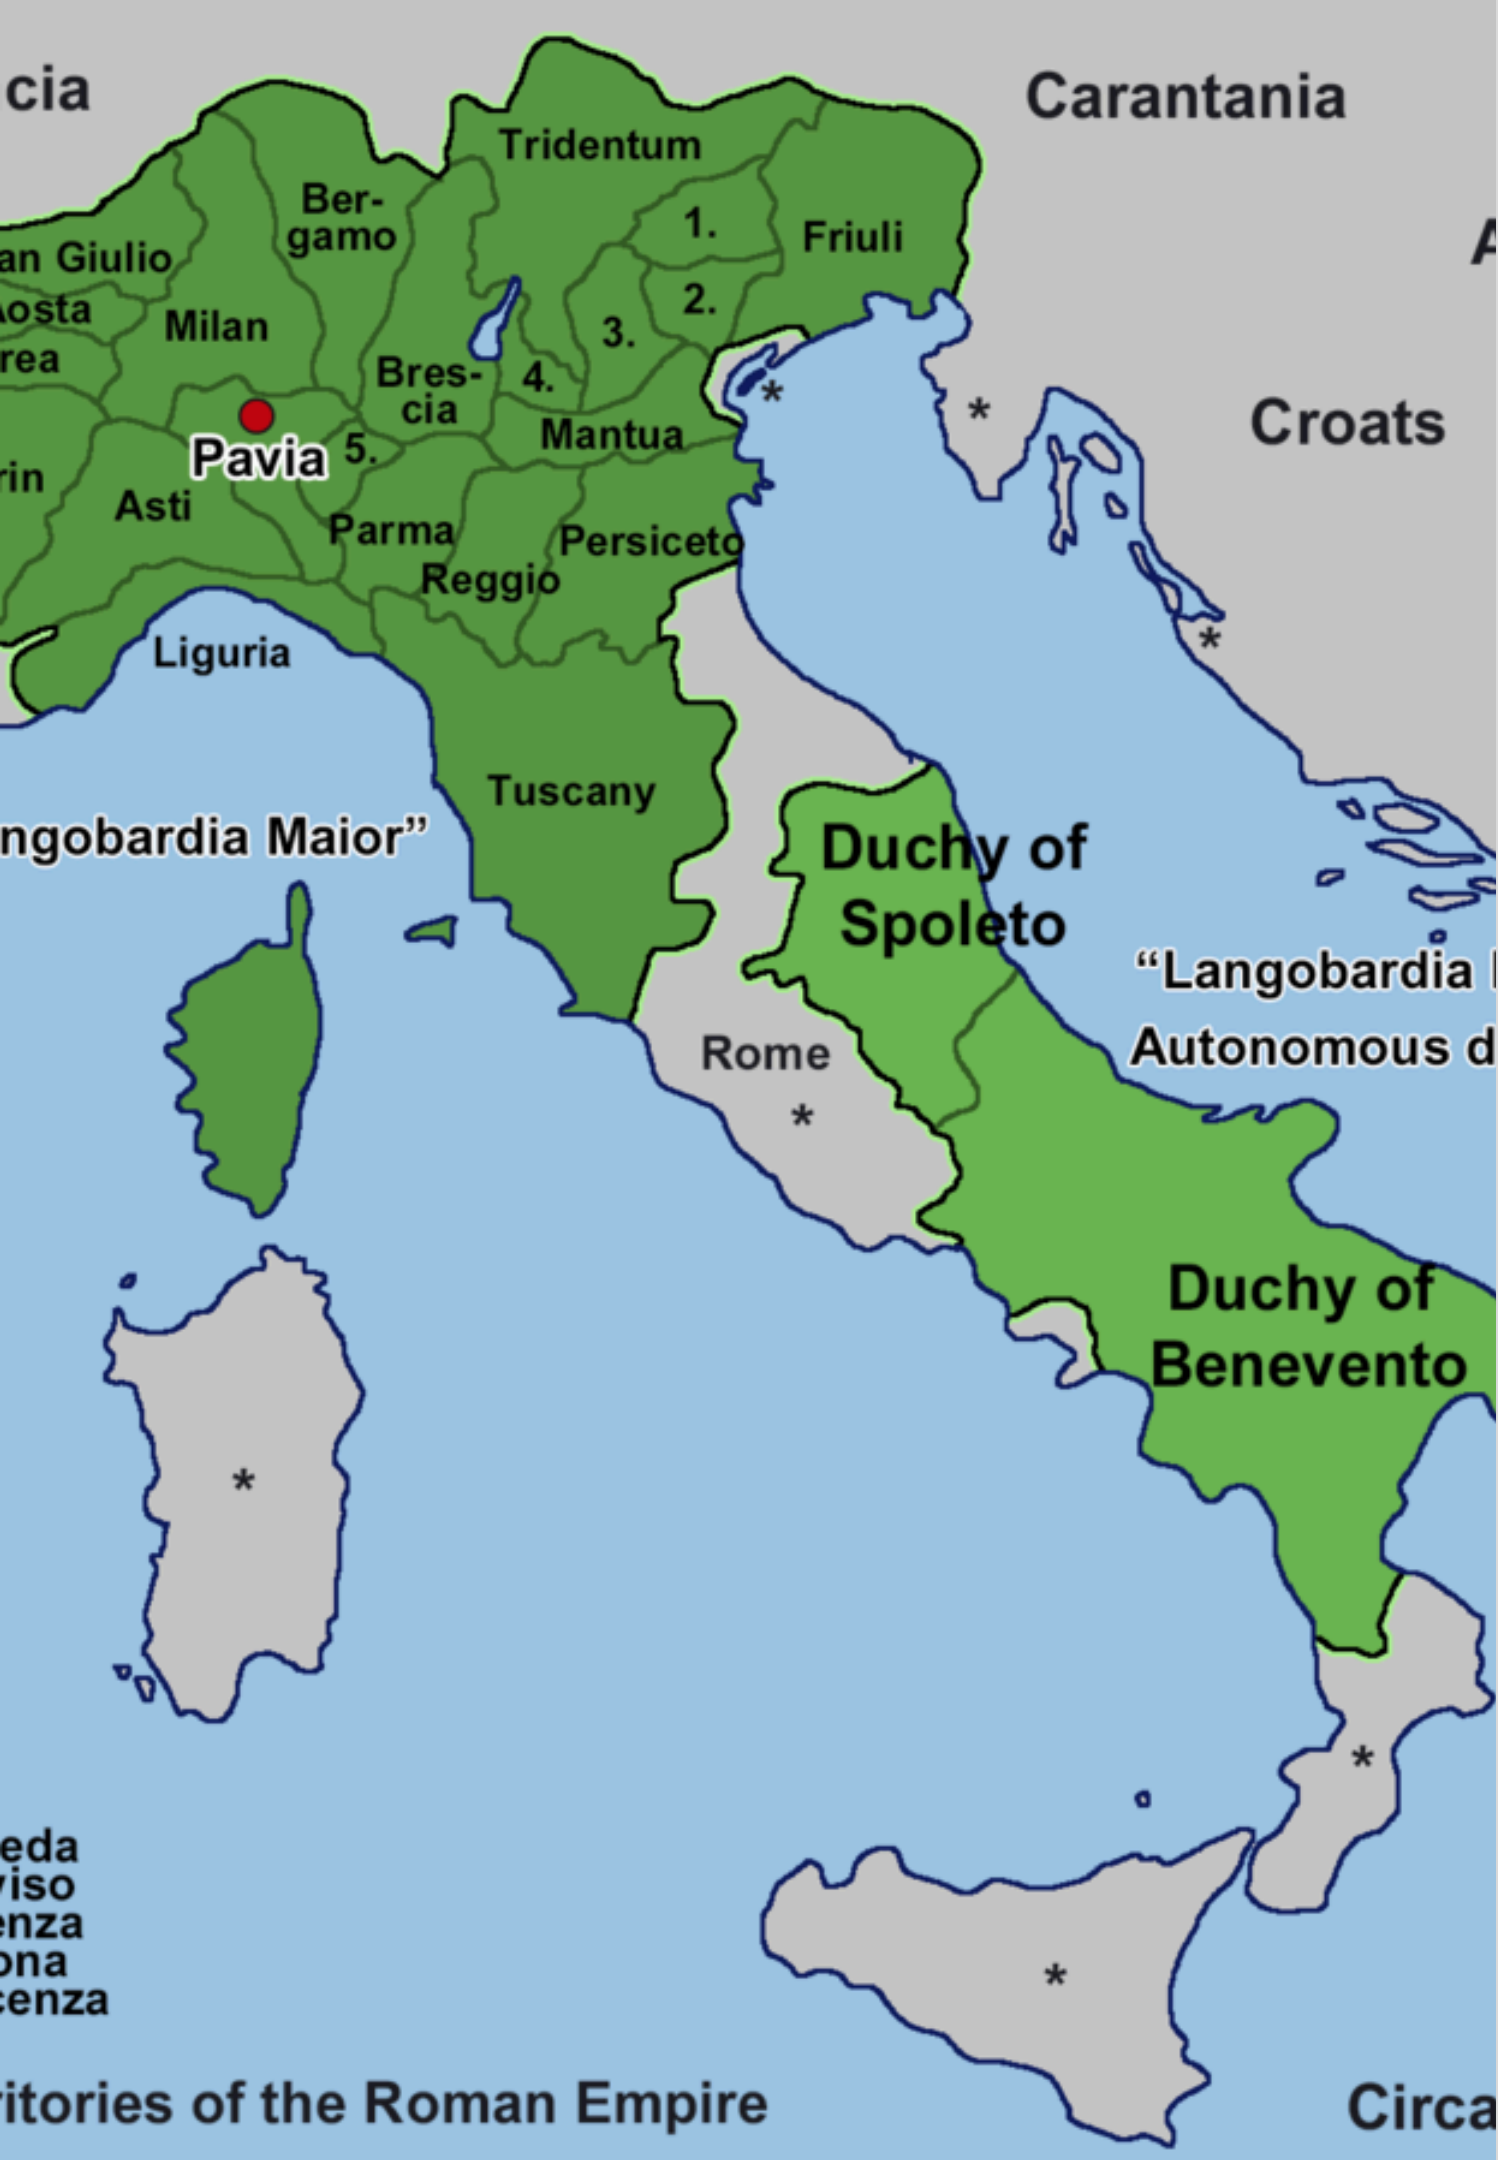 cia
Carantania
Tridentum
Ber-
gamo
1.
Friuli
A
an Giulio
2.
osta
Milan
3.
rea
Bres-
cia
4.
*
*
Croats
Mantua
Pavia
5.
rin
Asti
Parma
Persiceto
Reggio
*
Liguria
Tuscany
ngobardia Maior”
Duchy of
Spoleto
“Langobardia
Autonomous d
Rome
*
Duchy of
Benevento
*
*
*
eda
viso
enza
ona
cenza
ritories of the Roman Empire
Circa